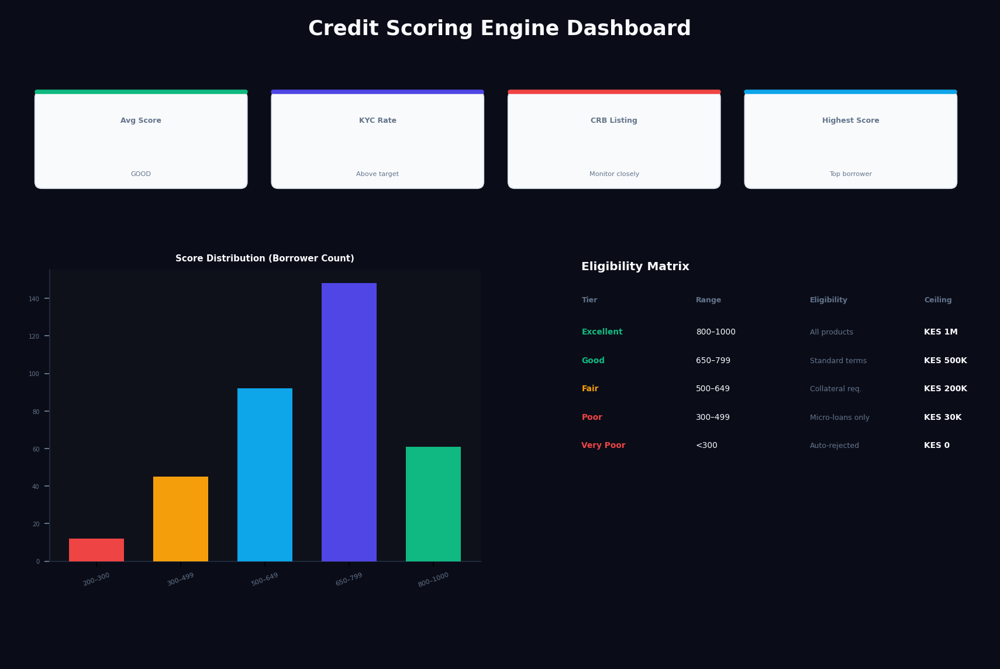 Credit Scoring Engine Dashboard
Avg Score
GOOD
KYC Rate
Above target
CRB Listing
Monitor closely
Highest Score
Top borrower
Score Distribution (Borrower Count)
140
120
100
80
60
40
20
0
200–300
300–499
500–649
650–799
800–1000
Eligibility Matrix
Tier Range Eligibility Ceiling
Excellent 800–1000 All products KES 1M
Good 650–799 Standard terms KES 500K
Fair 500–649 Collateral req. KES 200K
Poor 300–499 Micro-loans only KES 30K
Very Poor <300 Auto-rejected KES 0